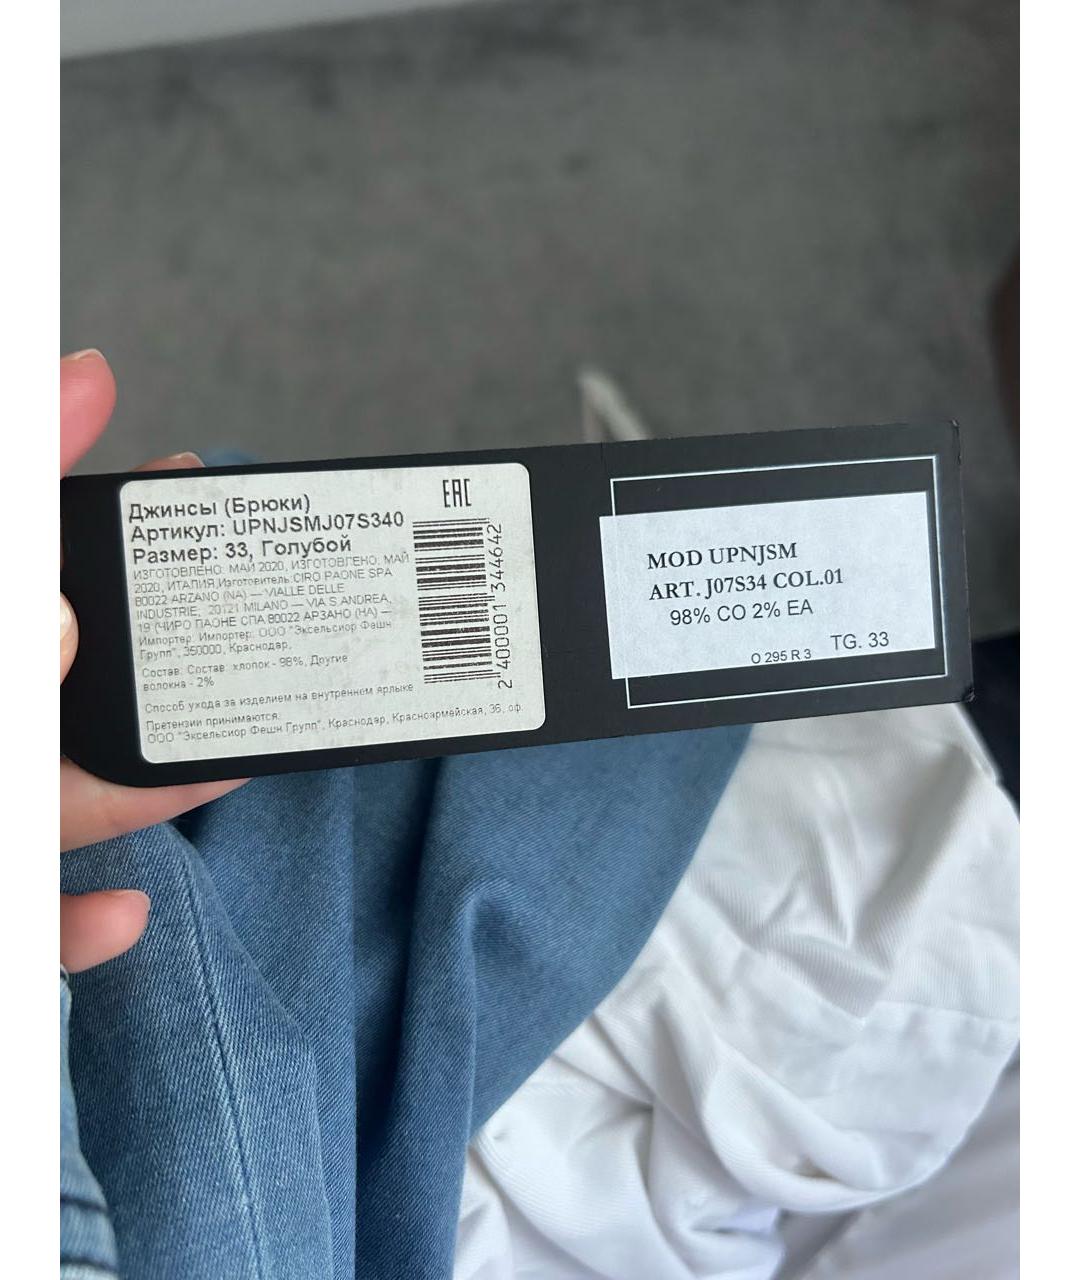 Джинсы (Брюки)
Артикул: UPNJSMJ07S340
Размер: 33, Голубой
ИЗГОТОВЛЕНО: МАЙ 2020, ИЗГОТОВЛЕНО: МАЙ
2020, ИТАЛИЯ,Изготовитель:CIRO PAONE SPA
80022 ARZANO (NA) — VIALLE DELLE
INDUSTRIE; 20121 MILANO — VIA S.ANDREA,
19 (ЧИРО ПАОНЕ СПА 80022 АРЗАНО (НА) —
Импортер: Импортер: ООО "Эксельсиор Фешн
Групп", 350000, Краснодар,
Состав: Состав: хлопок - 98%, Другие
волокна - 2%
Способ ухода за изделием на внутреннем ярлыке
Претензии принимаются:
ООО "Эксельсиор Фешн Групп", Краснодар, Красноармейская, 36, оф.
EAC
2 400001 344642
MOD UPNJSM
ART. J07S34 COL.01
98% CO 2% EA
TG. 33
O 295 R 3